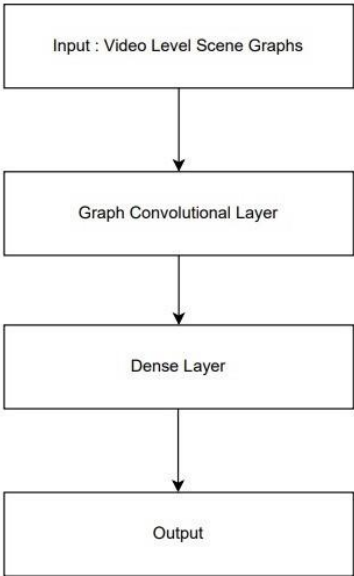 Input : Video Level Scene Graphs
Graph Convolutional Layer
Dense Layer
Output